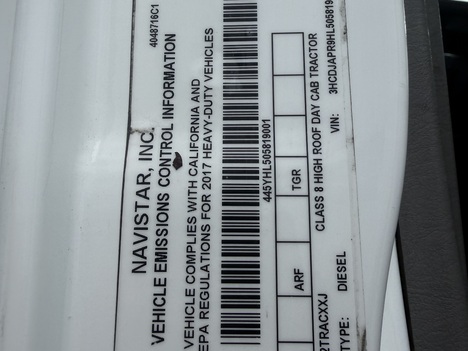 4048716C1
NAVISTAR, INC.
VEHICLE EMISSIONS CONTROL INFORMATION
VEHICLE COMPLIES WITH CALIFORNIA AND
EPA REGULATIONS FOR 2017 HEAVY-DUTY VEHICLES
445YHL505819001
ARF TGR
2TRACXXJ CLASS 8 HIGH ROOF DAY CAB TRACTOR
TYPE: DIESEL VIN: 3HCDJAPR9HL505819